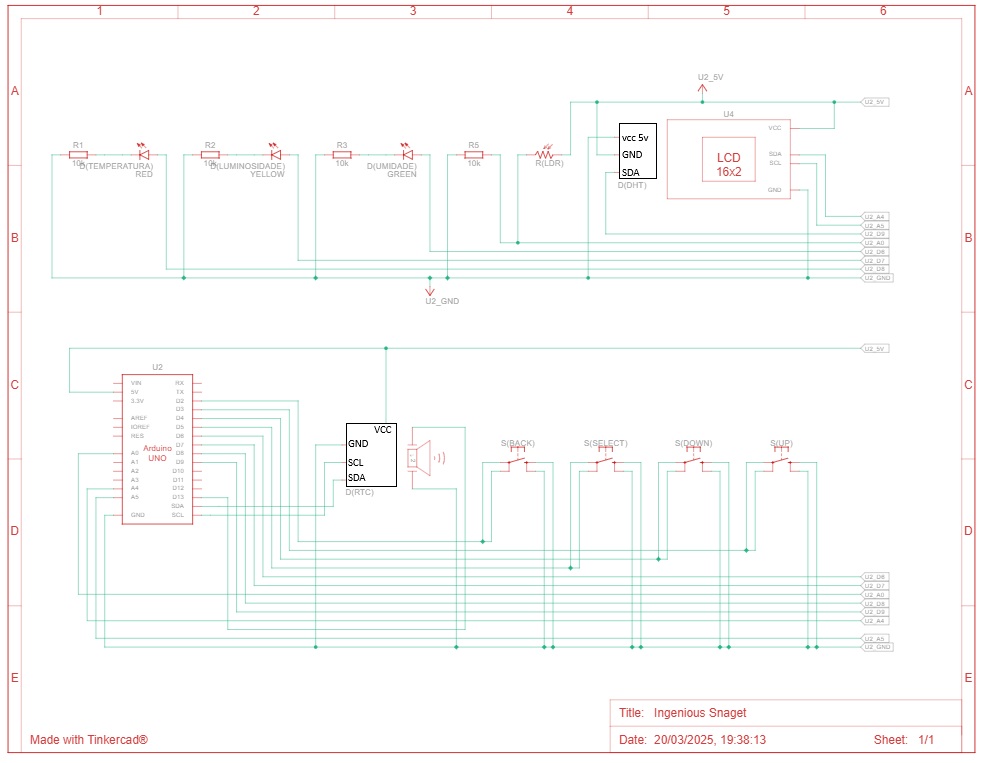 1 2 3 4 5 6
A A
U2_5V
U2_5V
U4
VCC
SDA
SCL
GND
LCD
16x2
vcc 5v
GND
SDA
D(DHT)
R1
10k
D(TEMPERATURA)
RED
R2
10k
D(LUMINOSIDADE)
YELLOW
R3
10k
D(UMIDADE)
GREEN
R5
10k
R(LDR)
B B
U2_A4
U2_A5
U2_D9
U2_A0
U2_D6
U2_D7
U2_D8
U2_GND
U2_GND
U2_5V
C C
U2
VIN RX
5V TX
3.3V D2
D3
AREF D4
IOREF D5
RES D6
D7
A0 D8
A1 D9
A2 D10
A3 D11
A4 D12
A5 D13
SDA
GND SCL
Arduino
UNO
VCC
GND
SCL
SDA
D(RTC)
S(BACK) S(SELECT) S(DOWN) S(UP)
D D
U2_D6
U2_D7
U2_A0
U2_D8
U2_D9
U2_A4
U2_A5
U2_GND
E E
Title: Ingenious Snaget
Made with Tinkercad® Date: 20/03/2025, 19:38:13 Sheet: 1/1